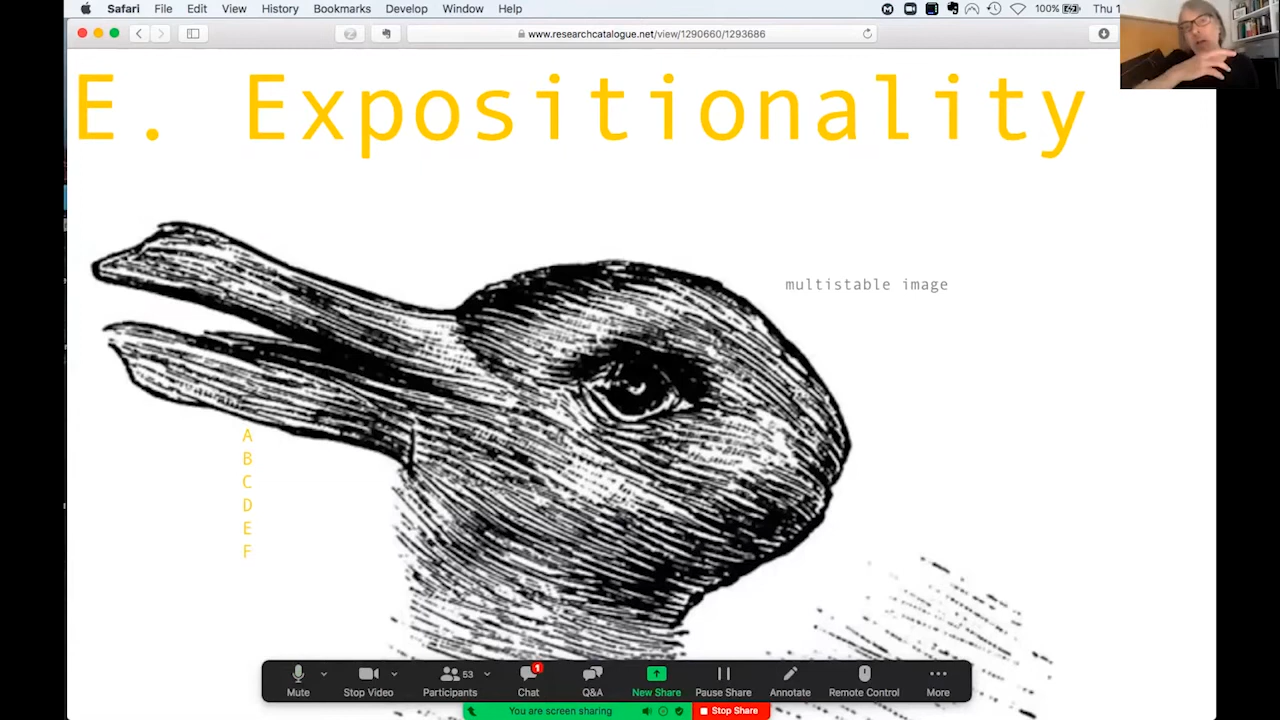 Safari File Edit View History Bookmarks Develop Window Help
100%
Thu 1
www.researchcatalogue.net/view/1290660/1293686
E. Expositionality
multistable image
A
B
C
D
E
F
53
1
Mute Stop Video Participants Chat Q&A New Share Pause Share Annotate Remote Control More
You are screen sharing Stop Share